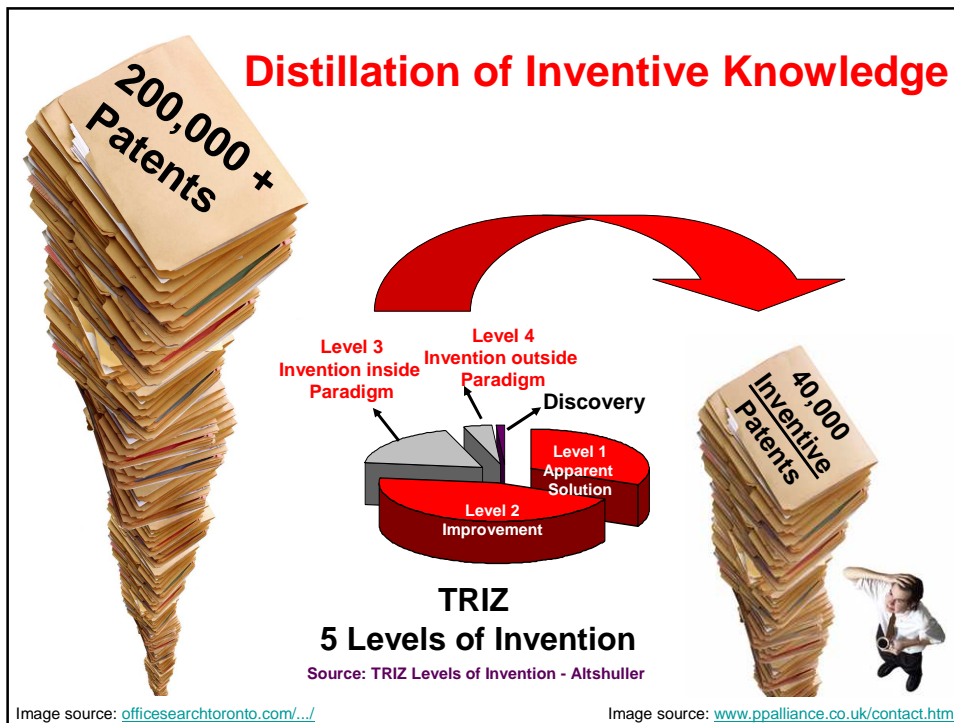 Distillation of Inventive Knowledge
200,000 +
Patents
Level 3
Invention inside
Paradigm
Level 4
Invention outside
Paradigm
Discovery
Level 1
Apparent
Solution
Level 2
Improvement
40,000
Inventive
Patents
TRIZ
5 Levels of Invention
Source: TRIZ Levels of Invention - Altshuller
Image source: officesearchtoronto.com/.../
Image source: www.ppalliance.co.uk/contact.htm